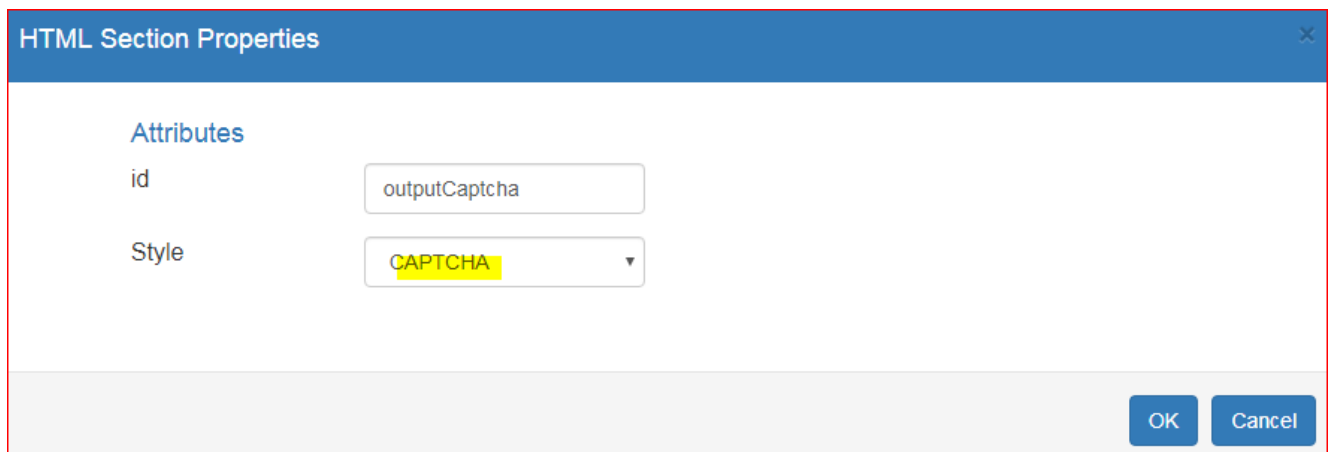 HTML Section Properties
Attributes
id outputCaptcha
Style CAPTCHA
OK Cancel